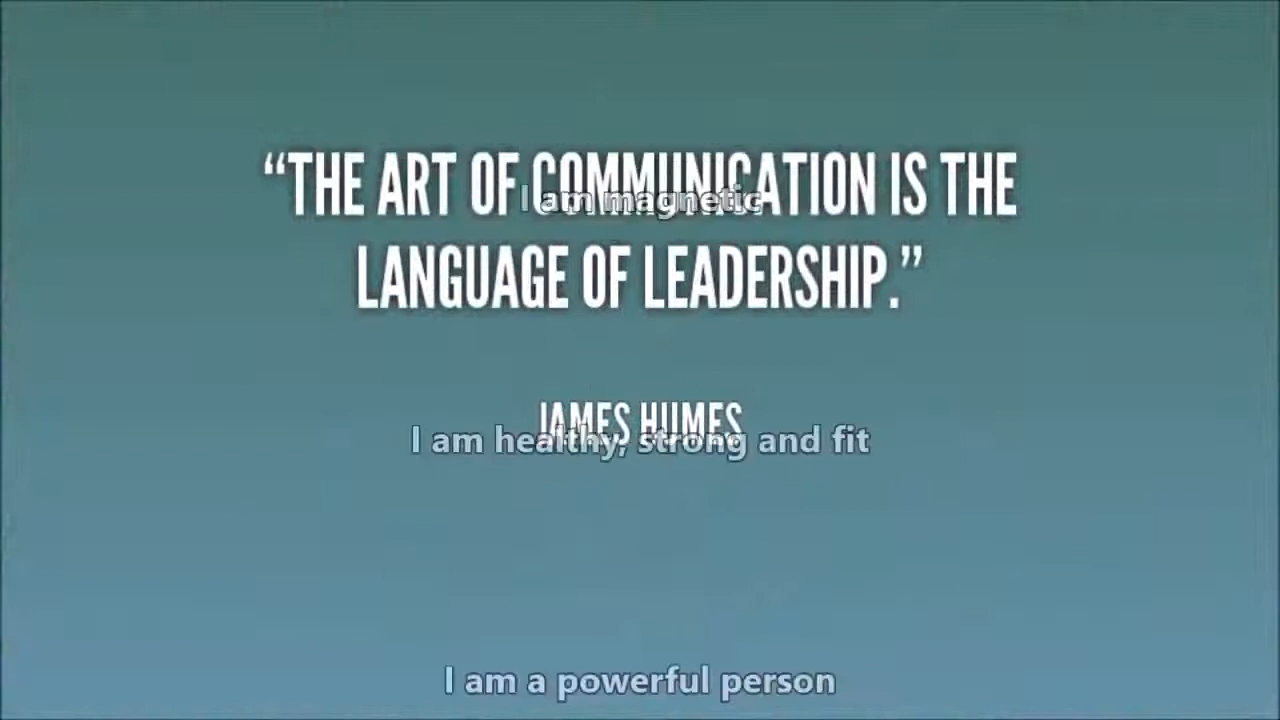 “THE ART OF COMMUNICATION IS THE
I am magnetic
LANGUAGE OF LEADERSHIP.”
JAMES HUMES
I am healthy, strong and fit
I am a powerful person